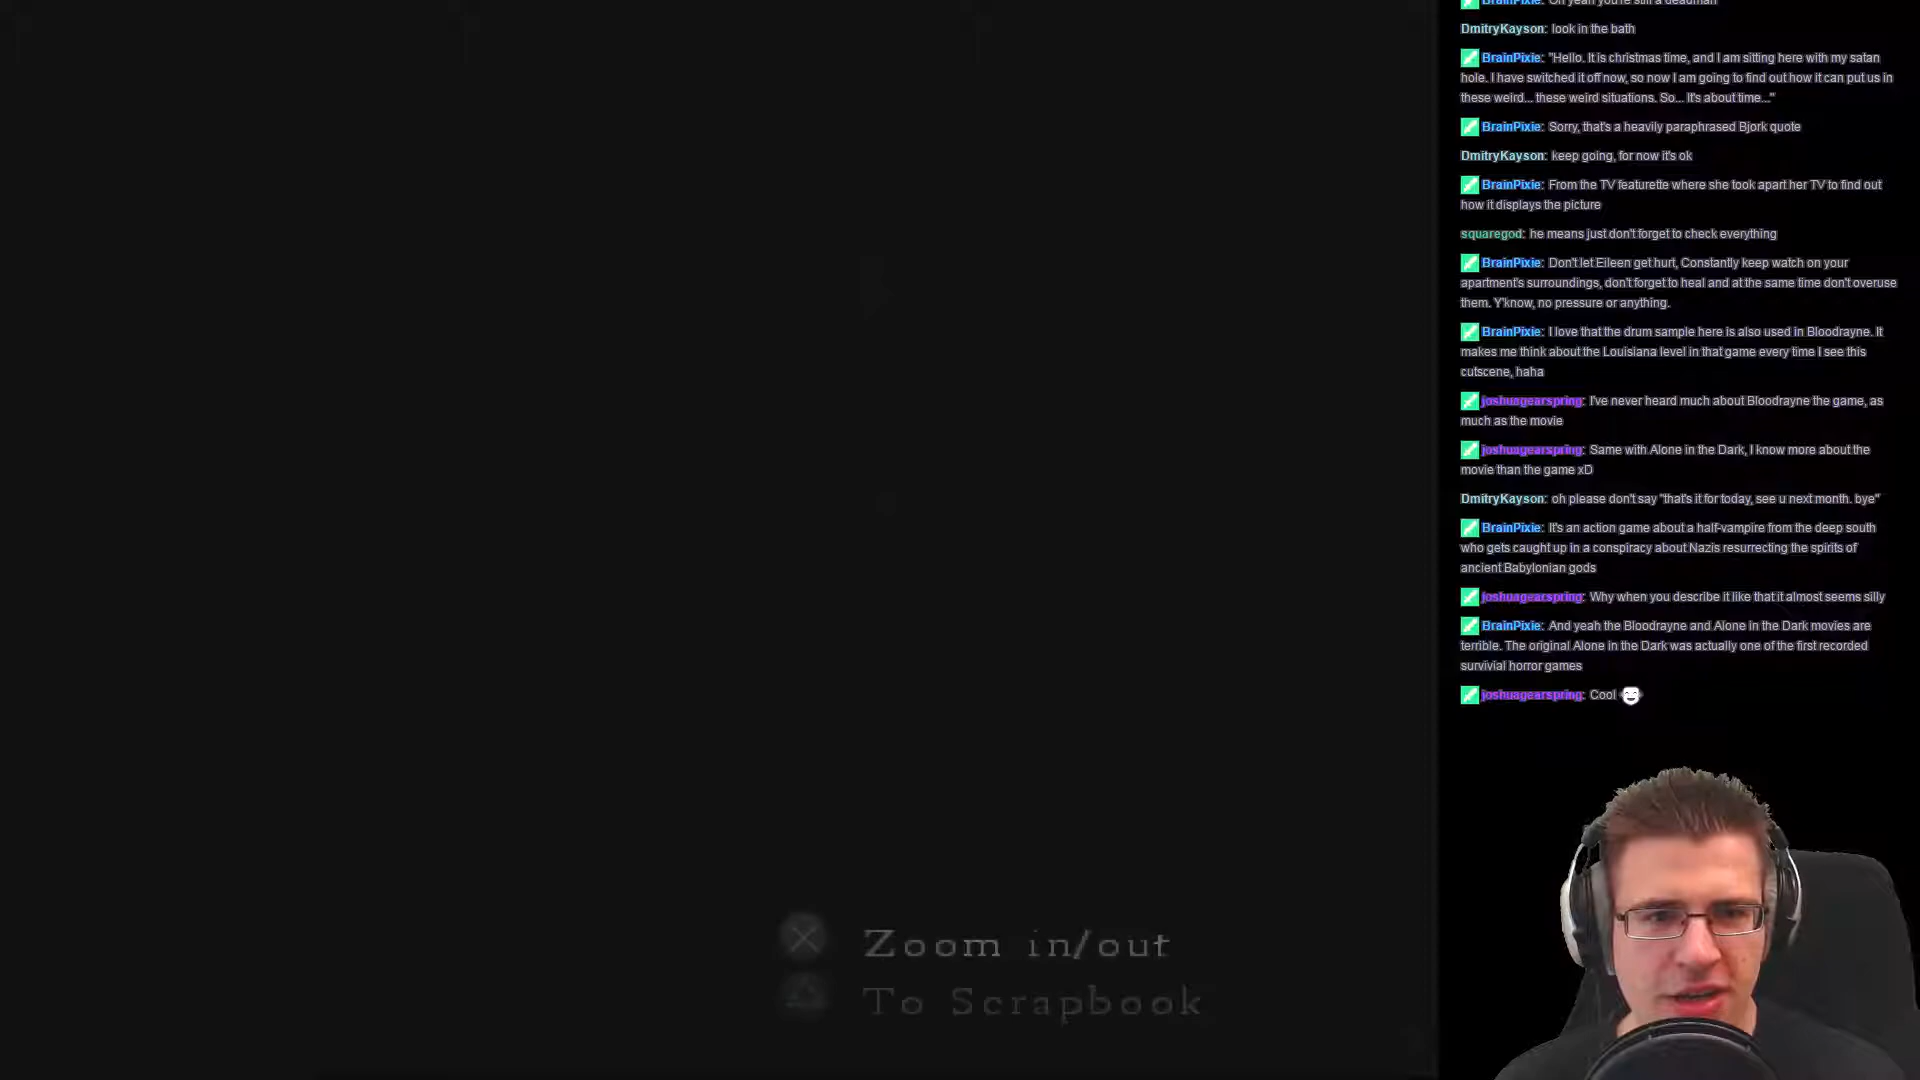 BrainPixie: Oh yeah you're still a deadman
DmitryKayson: look in the bath
BrainPixie: "Hello. It is christmas time, and I am sitting here with my satan
hole. I have switched it off now, so now I am going to find out how it can put us in
these weird... these weird situations. So... It's about time..."
BrainPixie: Sorry, that's a heavily paraphrased Bjork quote
DmitryKayson: keep going, for now it's ok
BrainPixie: From the TV featurette where she took apart her TV to find out
how it displays the picture
squaregod: he means just don't forget to check everything
BrainPixie: Don't let Eileen get hurt, Constantly keep watch on your
apartment's surroundings, don't forget to heal and at the same time don't overuse
them. Y'know, no pressure or anything.
BrainPixie: I love that the drum sample here is also used in Bloodrayne. It
makes me think about the Louisiana level in that game every time I see this
cutscene, haha
joshuagearspring: I've never heard much about Bloodrayne the game, as
much as the movie
joshuagearspring: Same with Alone in the Dark, I know more about the
movie than the game xD
DmitryKayson: oh please don't say "that's it for today, see u next month. bye"
BrainPixie: It's an action game about a half-vampire from the deep south
who gets caught up in a conspiracy about Nazis resurrecting the spirits of
ancient Babylonian gods
joshuagearspring: Why when you describe it like that it almost seems silly
BrainPixie: And yeah the Bloodrayne and Alone in the Dark movies are
terrible. The original Alone in the Dark was actually one of the first recorded
survivial horror games
joshuagearspring: Cool
Zoom in/out
To Scrapbook